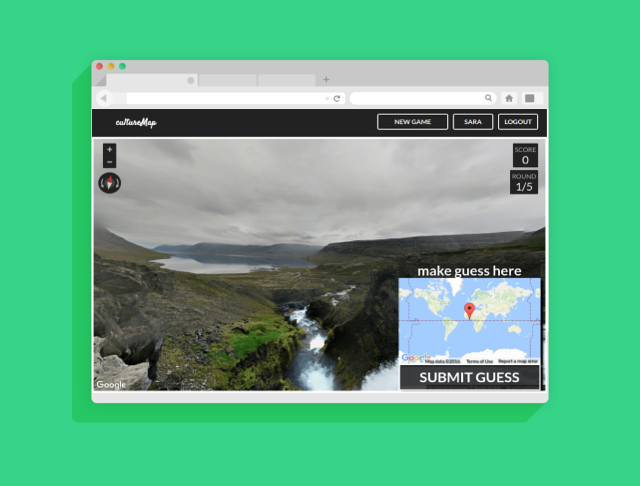 cultureMap
NEW GAME
SARA
LOGOUT
SCORE
0
ROUND
1/5
make guess here
Google
Map data ©2016
Terms of Use
Report a map error
SUBMIT GUESS
Google